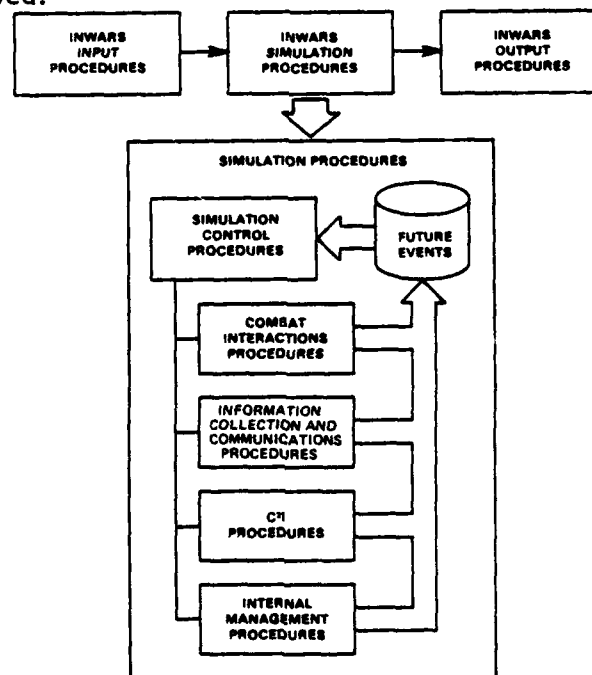 INWARS
INPUT
PROCEDURES
INWARS
SIMULATION
PROCEDURES
INWARS
OUTPUT
PROCEDURES
SIMULATION PROCEDURES
SIMULATION
CONTROL
PROCEDURES
FUTURE
EVENTS
COMBAT
INTERACTIONS
PROCEDURES
INFORMATION
COLLECTION AND
COMMUNICATIONS
PROCEDURES
C³I
PROCEDURES
INTERNAL
MANAGEMENT
PROCEDURES